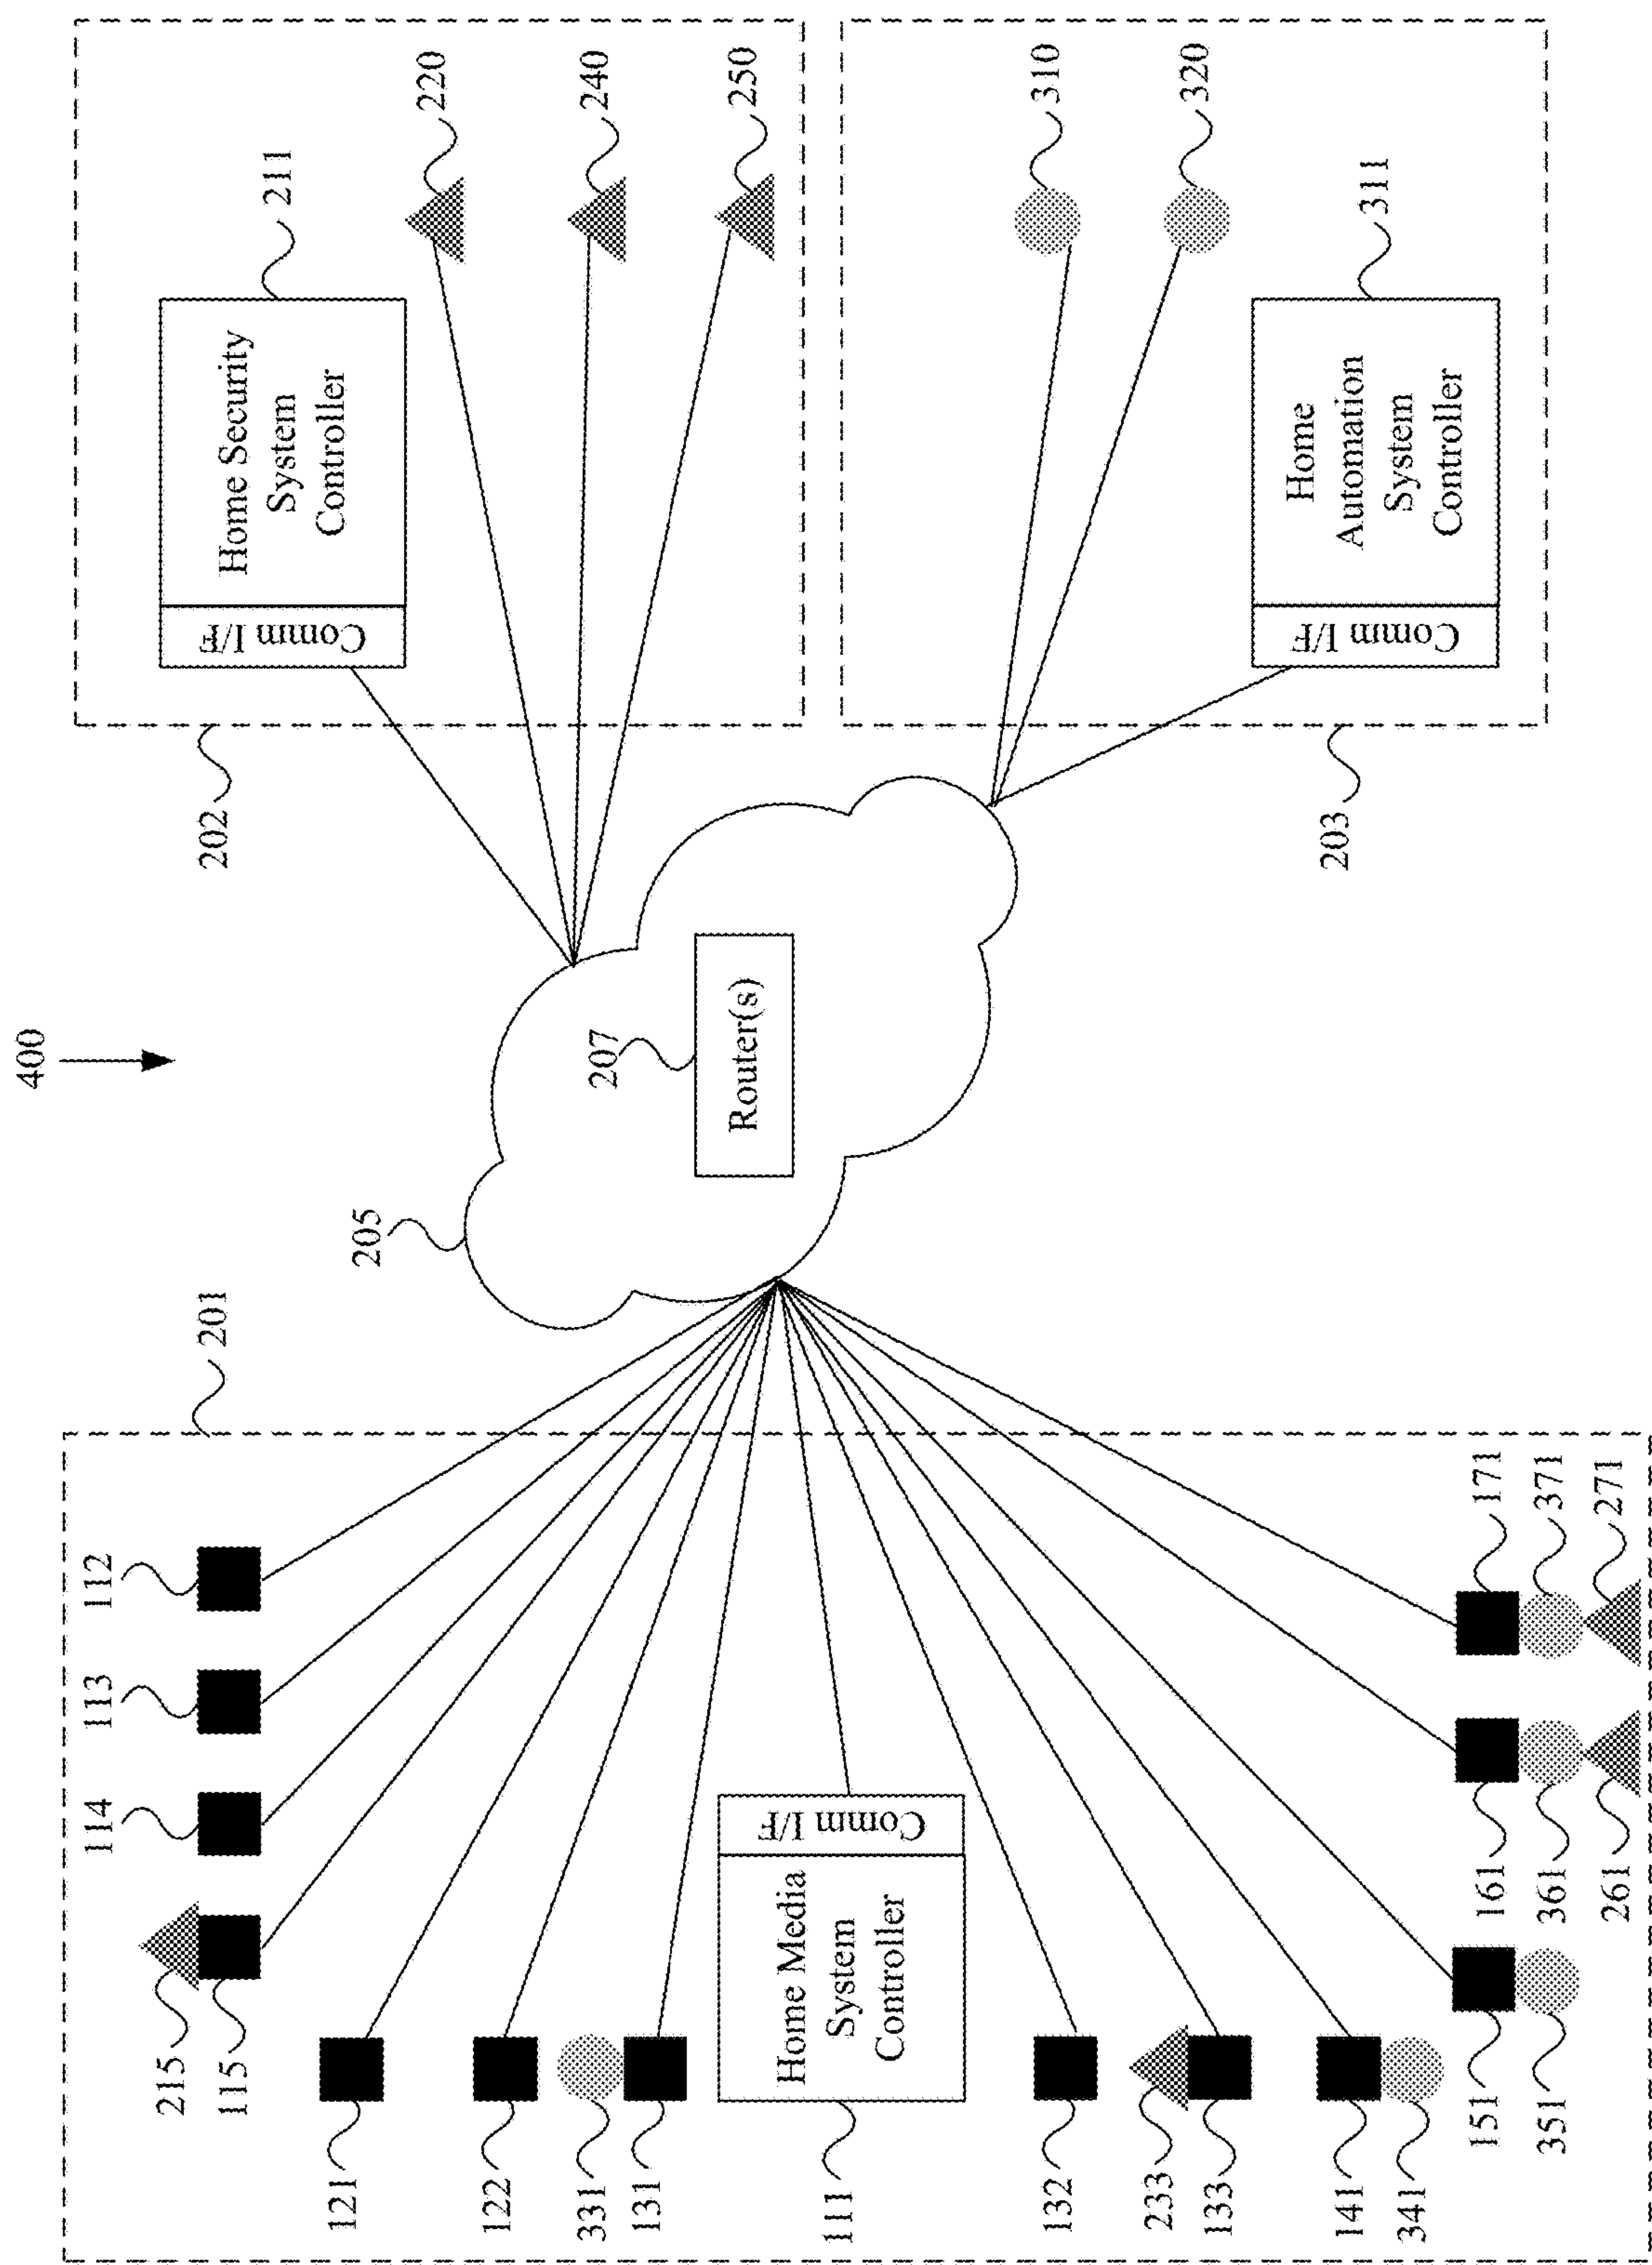 400
201
112
113
114
215
115
121
122
331
131
111
Home Media
System
Controller
Comm I/F
132
233
133
141
341
151
351
161
361
261
171
371
271
205
207
Router(s)
202
Comm I/F
Home Security
System
Controller
211
220
240
250
203
310
320
Comm I/F
Home
Automation
System
Controller
311